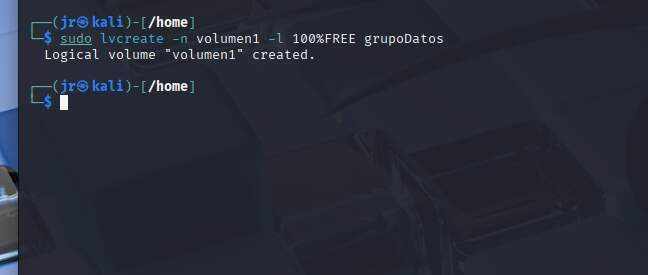 ┌──(jr㉿kali)-[/home]
└─$ sudo lvcreate -n volumen1 -l 100%FREE grupoDatos
  Logical volume "volumen1" created.
┌──(jr㉿kali)-[/home]
└─$